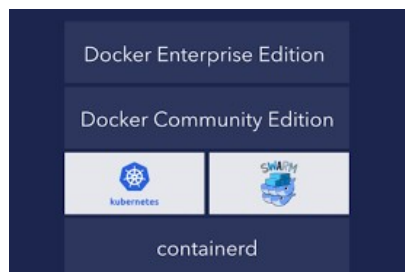 Docker Enterprise Edition
Docker Community Edition
kubernetes
SWARM
containerd